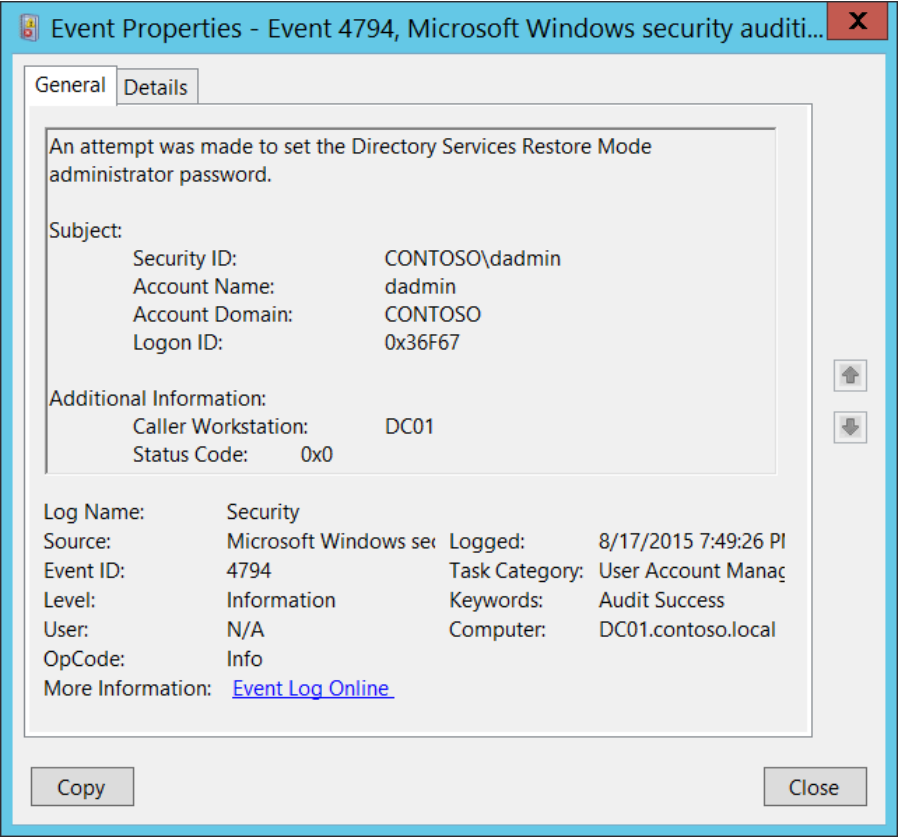 Event Properties - Event 4794, Microsoft Windows security auditi...
X
General Details
An attempt was made to set the Directory Services Restore Mode
administrator password.
Subject:
Security ID: CONTOSO\dadmin
Account Name: dadmin
Account Domain: CONTOSO
Logon ID: 0x36F67
Additional Information:
Caller Workstation: DC01
Status Code: 0x0
Log Name: Security
Source: Microsoft Windows sec Logged: 8/17/2015 7:49:26 PM
Event ID: 4794 Task Category: User Account Manag
Level: Information Keywords: Audit Success
User: N/A Computer: DC01.contoso.local
OpCode: Info
More Information: Event Log Online
Copy Close